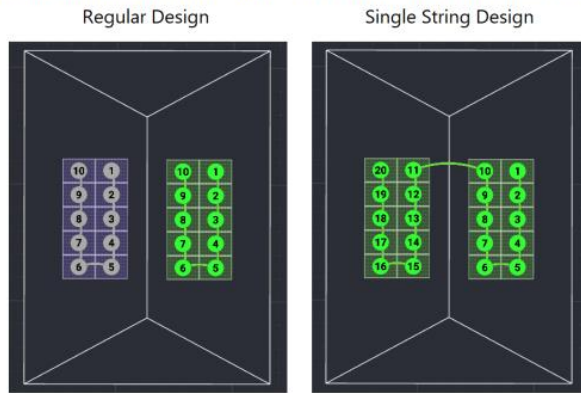 Regular Design
Single String Design
10 1 10 1
9 2 9 2
8 3 8 3
7 4 7 4
6 5 6 5
20 11 10 1
19 12 9 2
18 13 8 3
17 14 7 4
16 15 6 5